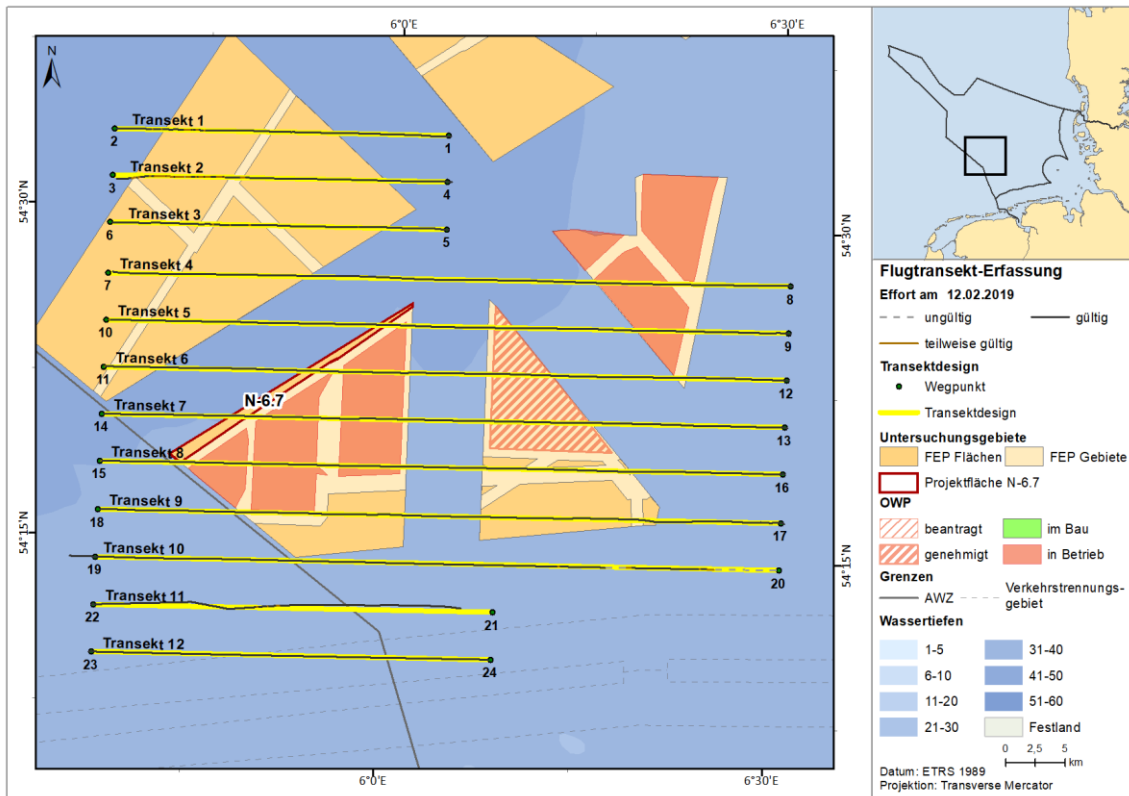 6°0'E
6°30'E
N
Transekt 1
2
1
Transekt 2
3
4
54°30'N
Transekt 3
6
5
54°30'N
Transekt 4
7
8
Transekt 5
10
9
Transekt 6
11
12
N-6.7
Transekt 7
14
13
Transekt 8
15
16
Transekt 9
18
17
54°15'N
Transekt 10
19
20
54°15'N
Transekt 11
22
21
Transekt 12
23
24
6°0'E
6°30'E
Flugtransekt-Erfassung
Effort am 12.02.2019
ungültig
gültig
teilweise gültig
Transektdesign
Wegpunkt
Transektdesign
Untersuchungsgebiete
FEP Flächen
FEP Gebiete
Projektfläche N-6.7
OWP
beantragt
im Bau
genehmigt
in Betrieb
Grenzen
AWZ
Verkehrstrennungs-
gebiet
Wassertiefen
1-5
31-40
6-10
41-50
11-20
51-60
21-30
Festland
0 2,5 5
km
Datum: ETRS 1989
Projektion: Transverse Mercator